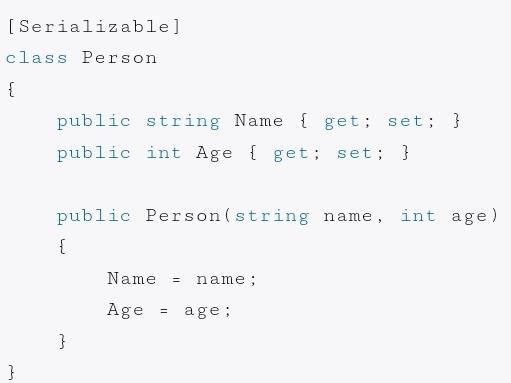 [Serializable]
class Person
{
    public string Name { get; set; }
    public int Age { get; set; }

    public Person(string name, int age)
    {
        Name = name;
        Age = age;
    }
}